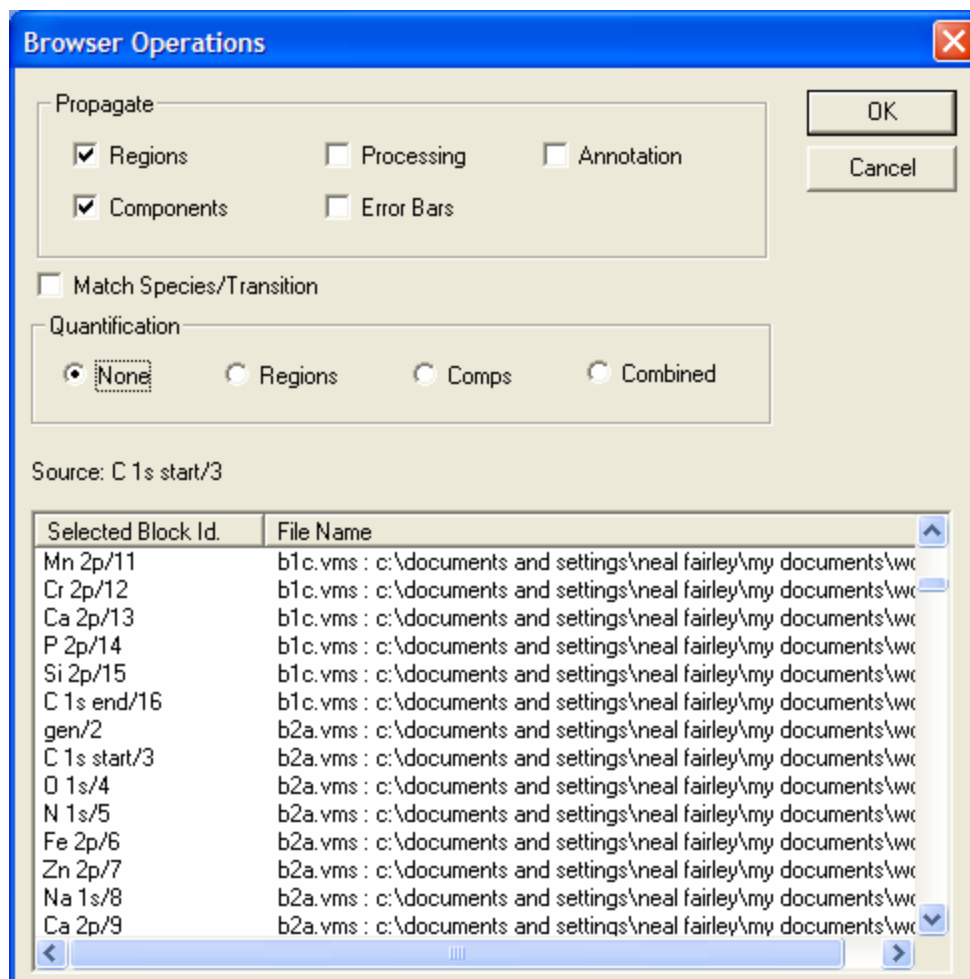 Browser Operations
Propagate
OK
Regions Processing Annotation
Cancel
Components Error Bars
Match Species/Transition
Quantification
None Regions Comps Combined
Source: C 1s start/3
Selected Block Id. File Name
Mn 2p/11 b1c.vms : c:\documents and settings\neal fairley\my documents\wo
Cr 2p/12 b1c.vms : c:\documents and settings\neal fairley\my documents\wo
Ca 2p/13 b1c.vms : c:\documents and settings\neal fairley\my documents\wo
P 2p/14 b1c.vms : c:\documents and settings\neal fairley\my documents\wo
Si 2p/15 b1c.vms : c:\documents and settings\neal fairley\my documents\wo
C 1s end/16 b1c.vms : c:\documents and settings\neal fairley\my documents\wo
gen/2 b2a.vms : c:\documents and settings\neal fairley\my documents\wo
C 1s start/3 b2a.vms : c:\documents and settings\neal fairley\my documents\wo
O 1s/4 b2a.vms : c:\documents and settings\neal fairley\my documents\wo
N 1s/5 b2a.vms : c:\documents and settings\neal fairley\my documents\wo
Fe 2p/6 b2a.vms : c:\documents and settings\neal fairley\my documents\wo
Zn 2p/7 b2a.vms : c:\documents and settings\neal fairley\my documents\wo
Na 1s/8 b2a.vms : c:\documents and settings\neal fairley\my documents\wo
Ca 2p/9 b2a.vms : c:\documents and settings\neal fairley\my documents\wo